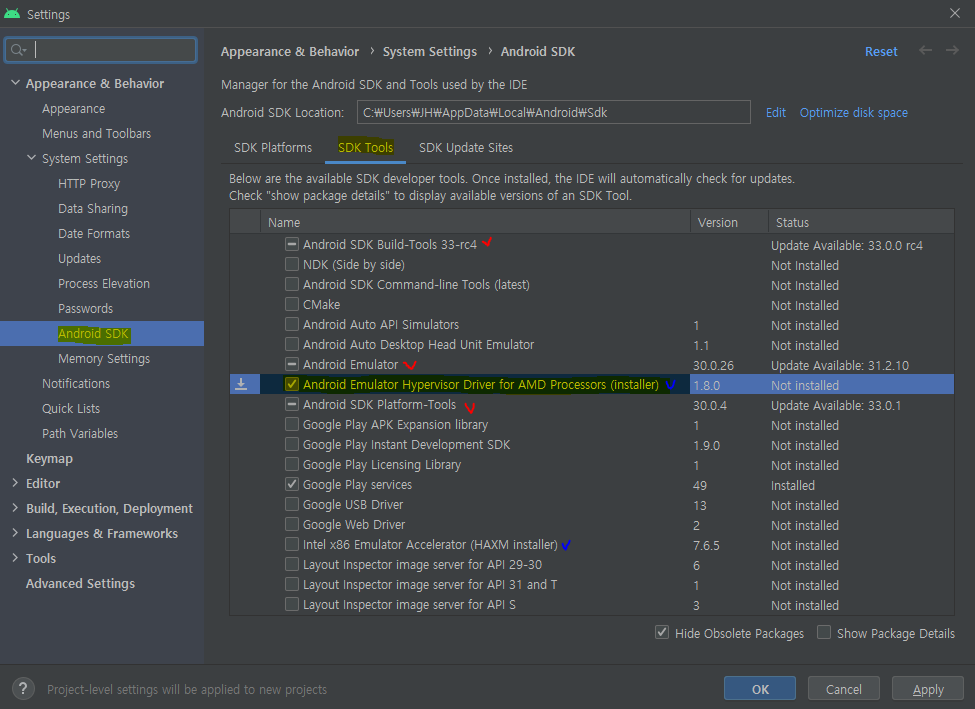 Settings
Appearance & Behavior
Appearance
Menus and Toolbars
System Settings
HTTP Proxy
Data Sharing
Date Formats
Updates
Process Elevation
Passwords
Android SDK
Memory Settings
Notifications
Quick Lists
Path Variables
Keymap
Editor
Build, Execution, Deployment
Languages & Frameworks
Tools
Advanced Settings
Appearance & Behavior › System Settings › Android SDK Reset
Manager for the Android SDK and Tools used by the IDE
Android SDK Location: C:₩Users₩JH₩AppData₩Local₩Android₩Sdk Edit Optimize disk space
SDK Platforms SDK Tools SDK Update Sites
Below are the available SDK developer tools. Once installed, the IDE will automatically check for updates.
Check "show package details" to display available versions of an SDK Tool.
Name Version Status
Android SDK Build-Tools 33-rc4 Update Available: 33.0.0 rc4
NDK (Side by side) Not Installed
Android SDK Command-line Tools (latest) Not Installed
CMake Not Installed
Android Auto API Simulators 1 Not installed
Android Auto Desktop Head Unit Emulator 1.1 Not installed
Android Emulator 30.0.26 Update Available: 31.2.10
Android Emulator Hypervisor Driver for AMD Processors (installer) 1.8.0 Not installed
Android SDK Platform-Tools 30.0.4 Update Available: 33.0.1
Google Play APK Expansion library 1 Not installed
Google Play Instant Development SDK 1.9.0 Not installed
Google Play Licensing Library 1 Not installed
Google Play services 49 Installed
Google USB Driver 13 Not installed
Google Web Driver 2 Not installed
Intel x86 Emulator Accelerator (HAXM installer) 7.6.5 Not installed
Layout Inspector image server for API 29-30 6 Not installed
Layout Inspector image server for API 31 and T 1 Not installed
Layout Inspector image server for API S 3 Not installed
Hide Obsolete Packages Show Package Details
? Project-level settings will be applied to new projects
OK Cancel Apply